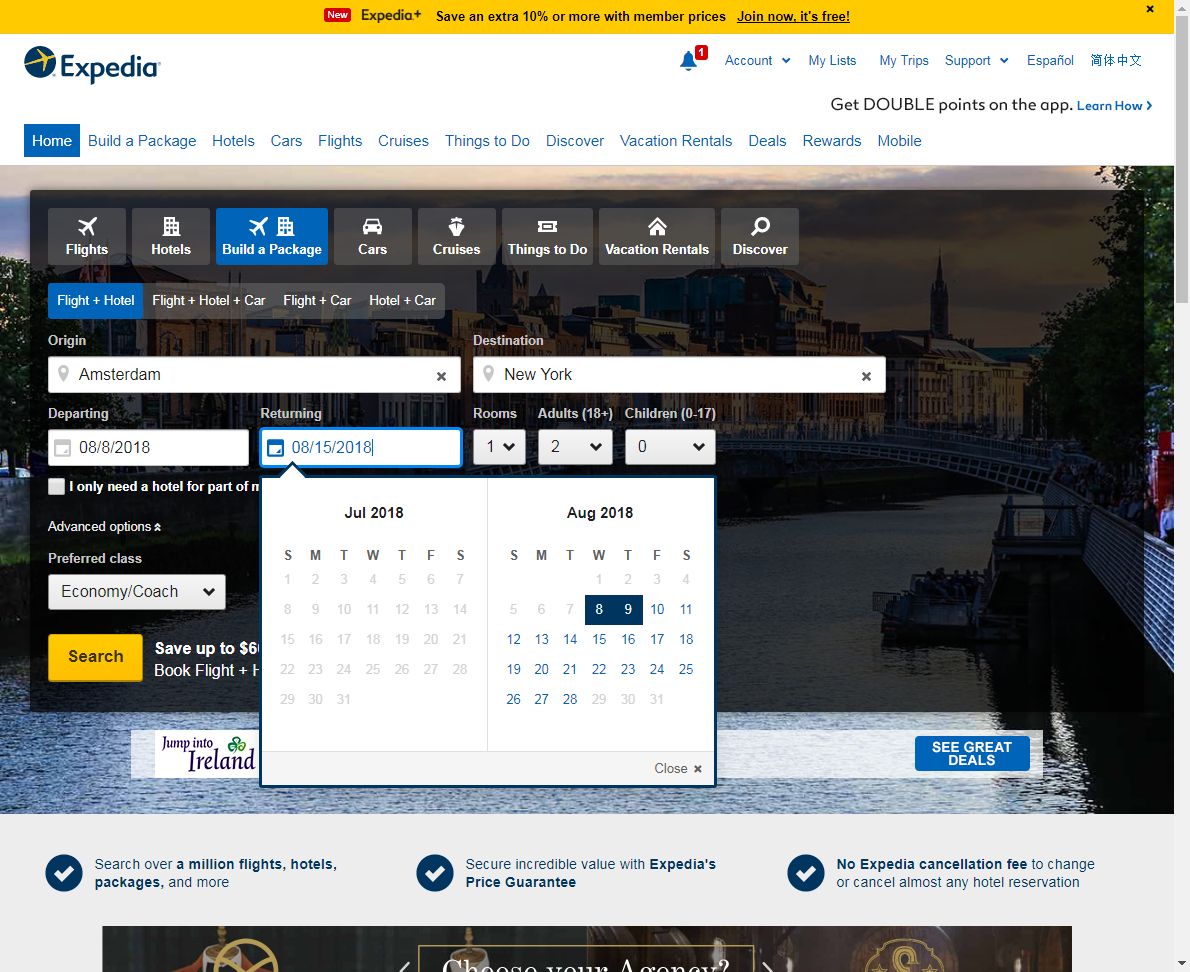 New Expedia+ Save an extra 10% or more with member prices Join now, it's free!
Expedia
1
Account My Lists My Trips Support Español 简体中文
Get DOUBLE points on the app. Learn How
Home Build a Package Hotels Cars Flights Cruises Things to Do Discover Vacation Rentals Deals Rewards Mobile
Flights Hotels Build a Package Cars Cruises Things to Do Vacation Rentals Discover
Flight + Hotel Flight + Hotel + Car Flight + Car Hotel + Car
Origin Destination
Amsterdam New York
Departing Returning Rooms Adults (18+) Children (0-17)
08/8/2018 08/15/2018 1 2 0
I only need a hotel for part of m
Advanced options
Preferred class
Economy/Coach
Search
Save up to $6
Book Flight + H
Jul 2018
S M T W T F S
1 2 3 4 5 6 7
8 9 10 11 12 13 14
15 16 17 18 19 20 21
22 23 24 25 26 27 28
29 30 31
Aug 2018
S M T W T F S
1 2 3 4
5 6 7 8 9 10 11
12 13 14 15 16 17 18
19 20 21 22 23 24 25
26 27 28 29 30 31
Close
Jump into
Ireland
SEE GREAT
DEALS
Search over a million flights, hotels,
packages, and more
Secure incredible value with Expedia's
Price Guarantee
No Expedia cancellation fee to change
or cancel almost any hotel reservation
Choose your Agency?